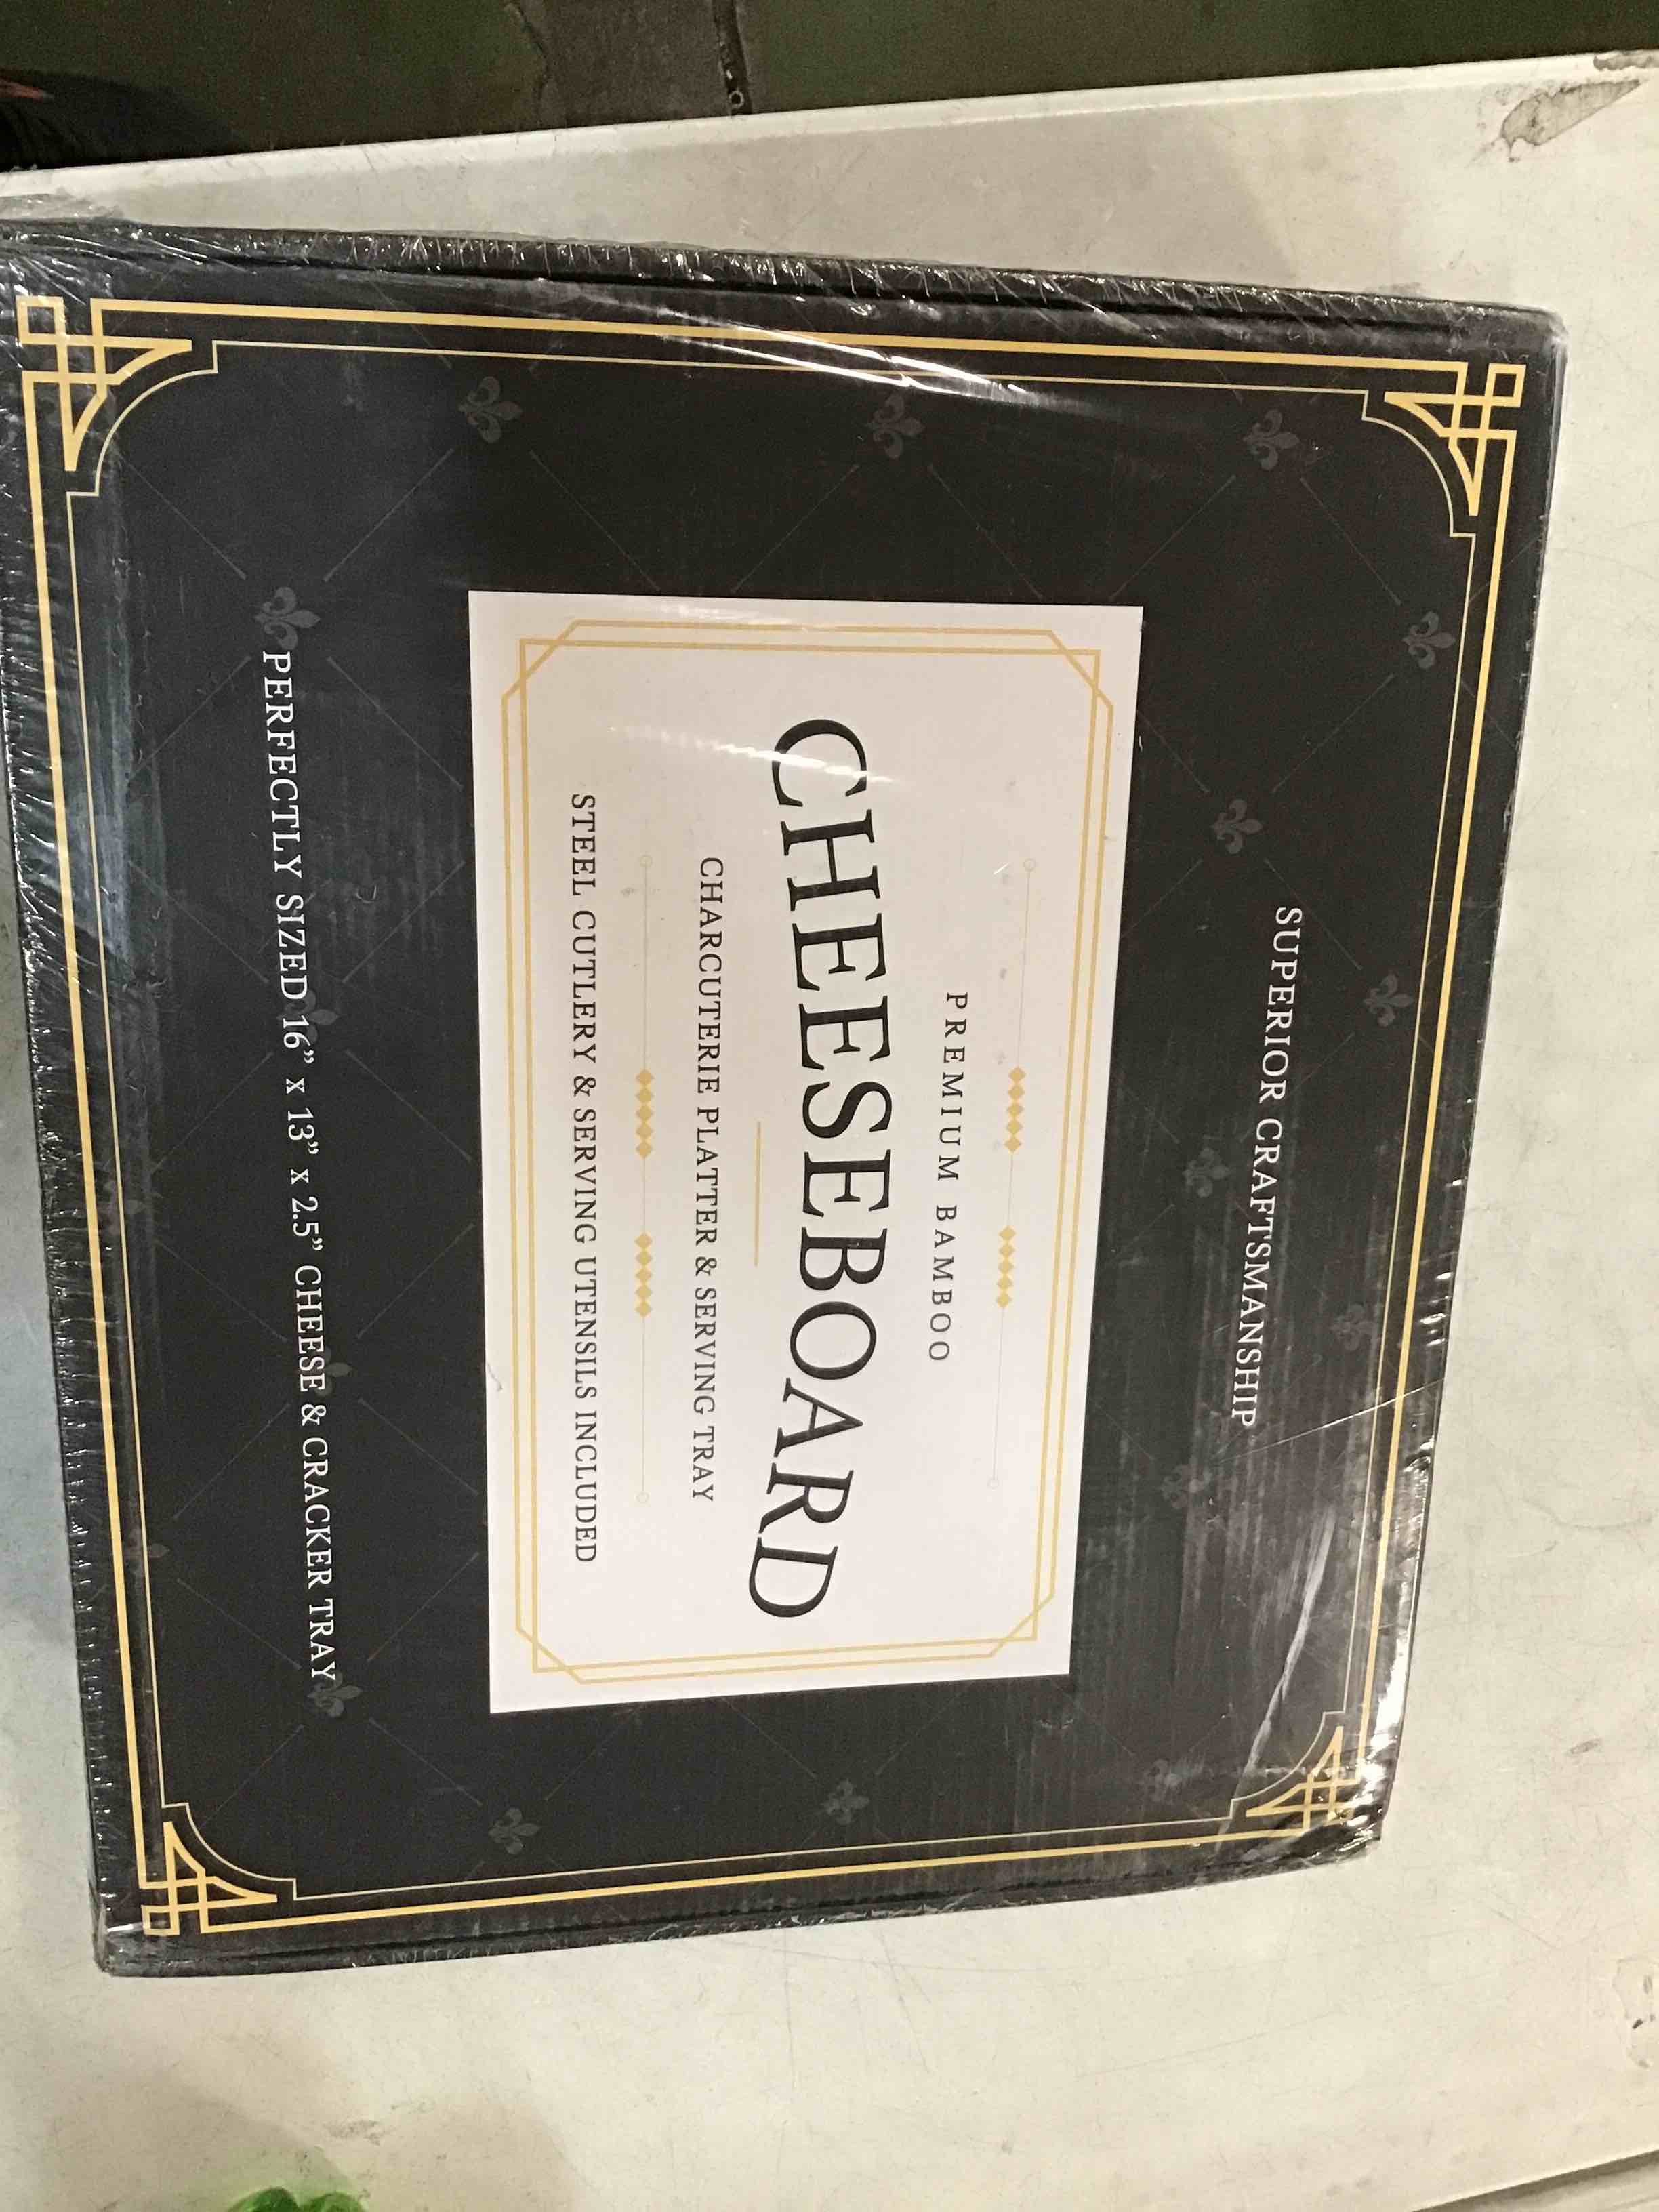 SUPERIOR CRAFTSMANSHIP
PREMIUM BAMBOO
CHEESEBOARD
CHARCUTERIE PLATTER & SERVING TRAY
STEEL CUTLERY & SERVING UTENSILS INCLUDED
PERFECTLY SIZED 16” x 13” x 2.5” CHEESE & CRACKER TRAY